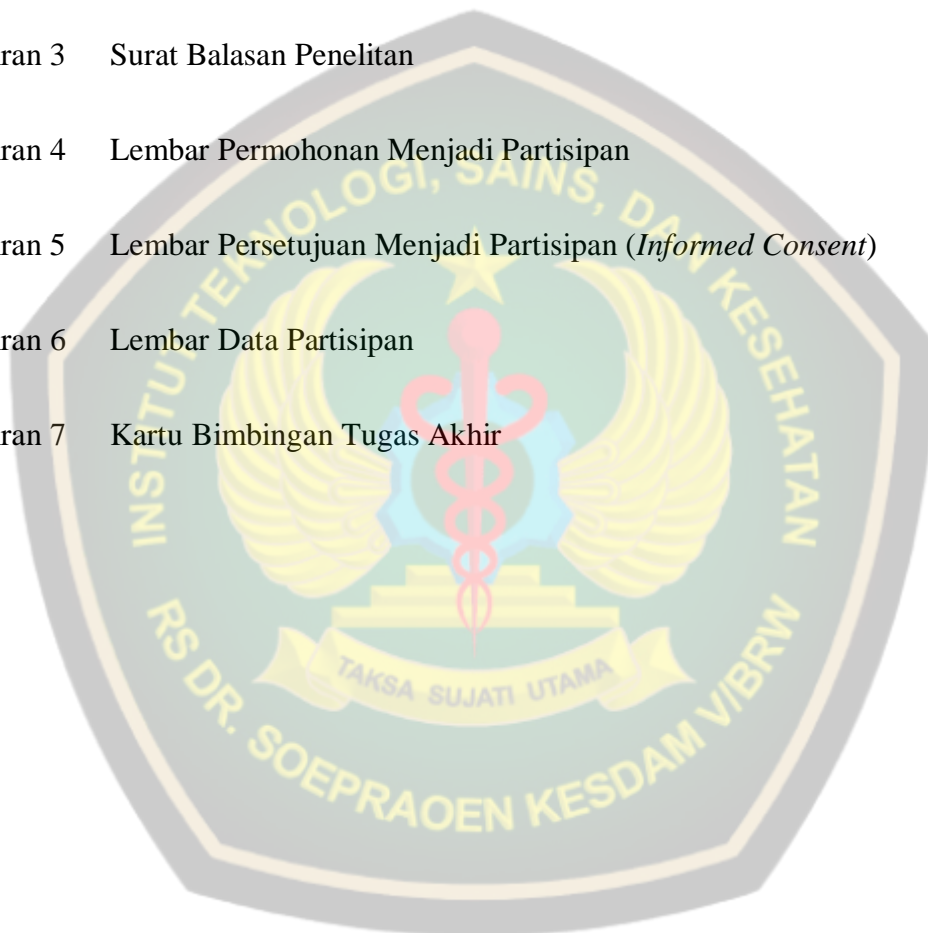 ran 3 Surat Balasan Penelitan
ran 4 Lembar Permohonan Menjadi Partisipan
ran 5 Lembar Persetujuan Menjadi Partisipan (Informed Consent)
ran 6 Lembar Data Partisipan
ran 7 Kartu Bimbingan Tugas Akhir
INSTITUT TEKNOLOGI, SAINS, DAN KESEHATAN
TAKSA SUJATI UTAMA
RS DR. SOEPRAOEN KESDAM V/BRW